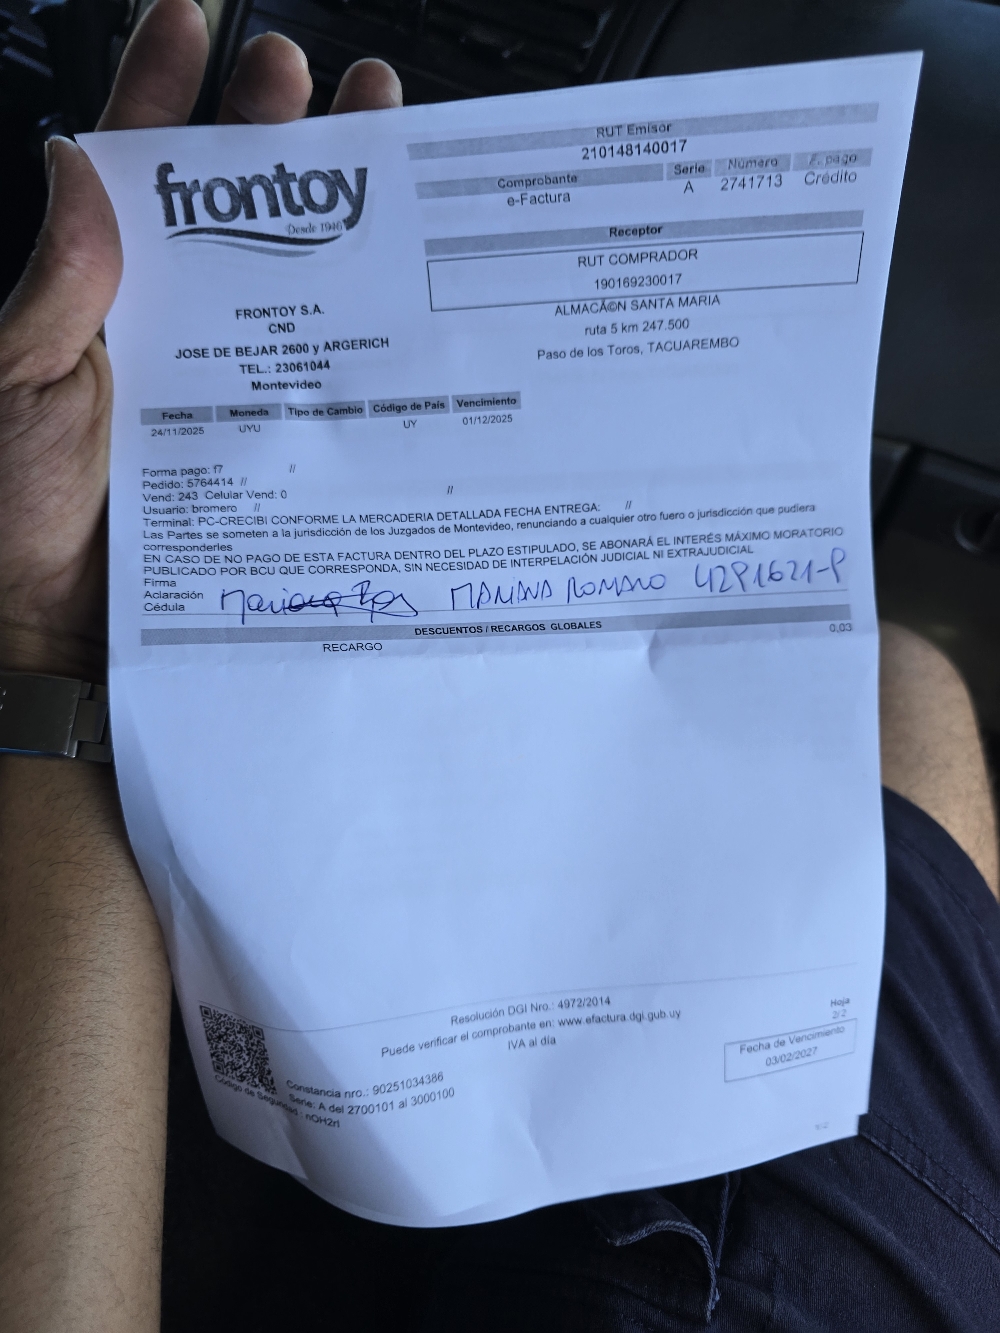 frontoy
Desde 1946
RUT Emisor
210148140017
Comprobante Serie Número F. pago
e-Factura A 2741713 Crédito
Receptor
RUT COMPRADOR
190169230017
ALMACÃ©N SANTA MARIA
ruta 5 km 247.500
Paso de los Toros, TACUAREMBO
FRONTOY S.A.
CND
JOSE DE BEJAR 2600 y ARGERICH
TEL.: 23061044
Montevideo
Fecha Moneda Tipo de Cambio Código de País Vencimiento
24/11/2025 UYU UY 01/12/2025
Forma pago: f7 //
Pedido: 5764414 //
Vend: 243 Celular Vend: 0 //
Usuario: bromero //
Terminal: PC-CRECIBI CONFORME LA MERCADERIA DETALLADA FECHA ENTREGA: //
Las Partes se someten a la jurisdicción de los Juzgados de Montevideo, renunciando a cualquier otro fuero o jurisdicción que pudiera
corresponderles
EN CASO DE NO PAGO DE ESTA FACTURA DENTRO DEL PLAZO ESTIPULADO, SE ABONARÁ EL INTERÉS MÁXIMO MORATORIO
PUBLICADO POR BCU QUE CORRESPONDA, SIN NECESIDAD DE INTERPELACIÓN JUDICIAL NI EXTRAJUDICIAL
Firma
Aclaración
Cédula
MARIANA ROMANO
DESCUENTOS / RECARGOS GLOBALES
RECARGO 0,03
Resolución DGI Nro.: 4972/2014
Puede verificar el comprobante en: www.efactura.dgi.gub.uy
IVA al día
Hoja
2/2
Fecha de Vencimiento
03/02/2027
Constancia nro.: 90251034386
Serie: A del 2700101 al 3000100
Código de Seguridad: nOH2rI